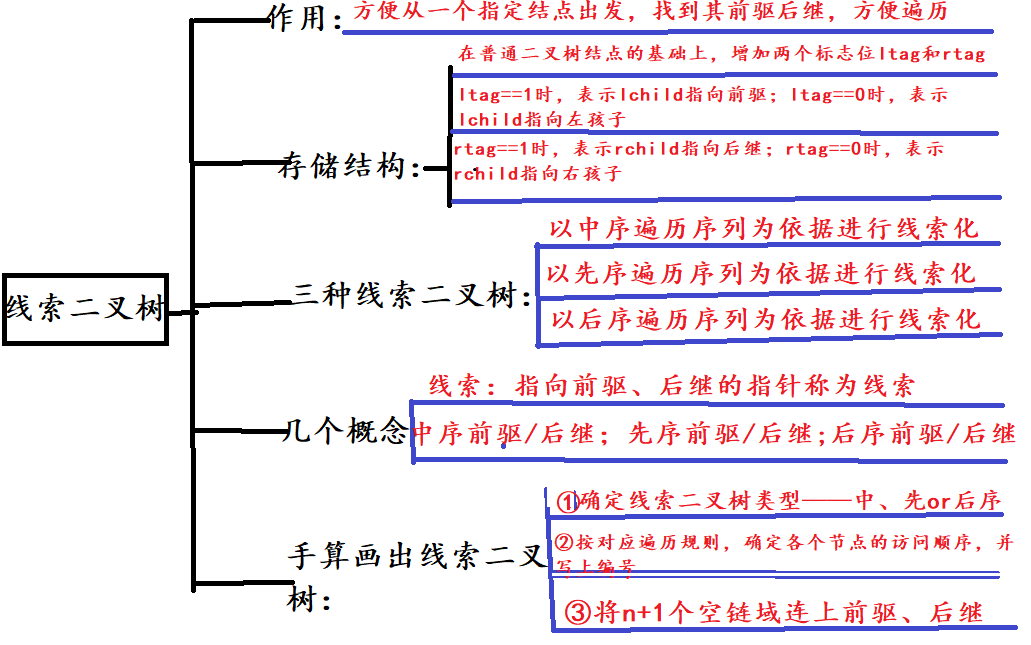 线索二叉树
作用：
方便从一个指定结点出发，找到其前驱后继，方便遍历
存储结构：
在普通二叉树结点的基础上，增加两个标志位ltag和rtag
ltag==1时，表示lchild指向前驱；ltag==0时，表示
lchild指向左孩子
rtag==1时，表示rchild指向后继；rtag==0时，表示
rchild指向右孩子
三种线索二叉树：
以中序遍历序列为依据进行线索化
以先序遍历序列为依据进行线索化
以后序遍历序列为依据进行线索化
几个概念
线索：指向前驱、后继的指针称为线索
中序前驱/后继；先序前驱/后继;后序前驱/后继
手算画出线索二叉
树：
①确定线索二叉树类型——中、先or后序
②按对应遍历规则，确定各个节点的访问顺序，并
写上编号
③将n+1个空链域连上前驱、后继